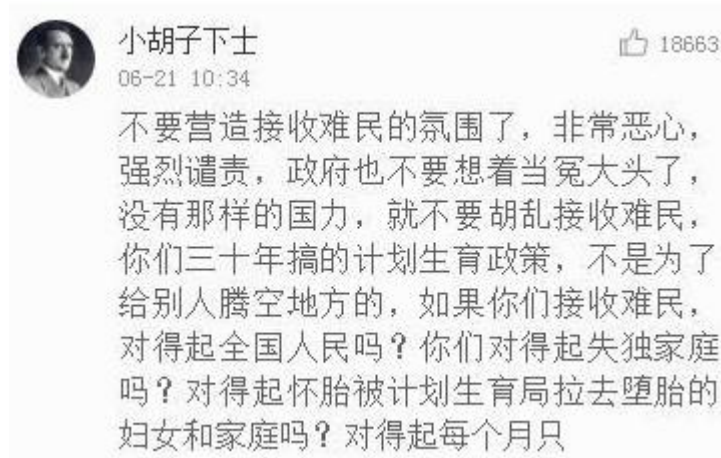 小胡子下士
18663
06-21 10:34
不要营造接收难民的氛围了，非常恶心，
强烈谴责，政府也不要想着当冤大头了，
没有那样的国力，就不要胡乱接收难民，
你们三十年搞的计划生育政策，不是为了
给别人腾空地方的，如果你们接收难民，
对得起全国人民吗？你们对得起失独家庭
吗？对得起怀胎被计划生育局拉去堕胎的
妇女和家庭吗？对得起每个月只